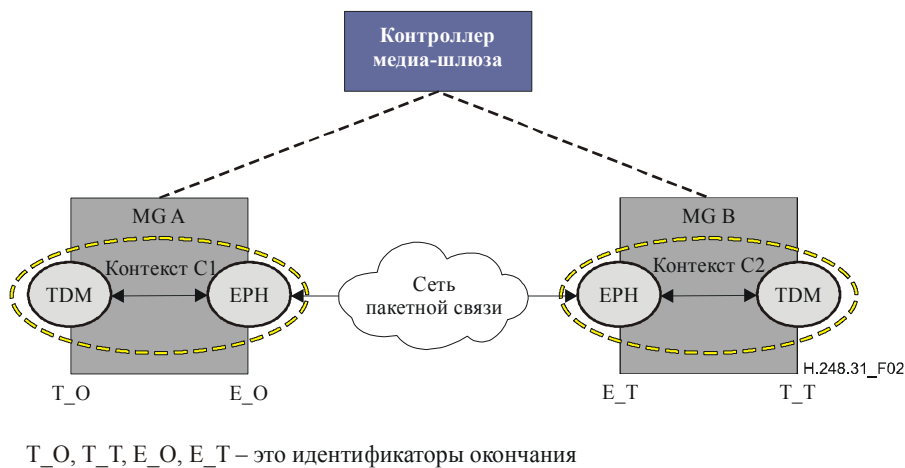 Контроллер
медиа-шлюза
MG A
MG B
Контекст C1
Контекст C2
TDM
EPH
Сеть
пакетной связи
EPH
TDM
H.248.31_F02
T_O
E_O
E_T
T_T
T_O, T_T, E_O, E_T – это идентификаторы окончания